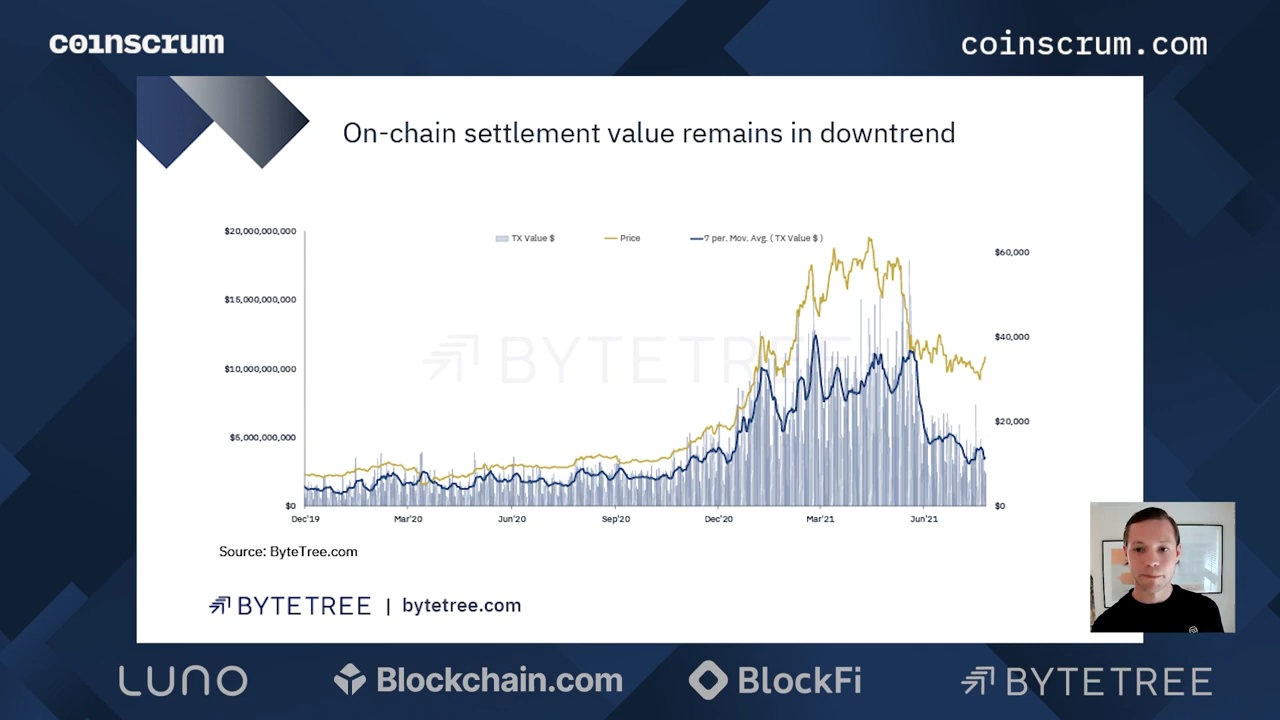 coinscrum
coinscrum.com
On-chain settlement value remains in downtrend
TX Value $
Price
7 per. Mov. Avg. ( TX Value $ )
$20,000,000,000
$15,000,000,000
$10,000,000,000
$5,000,000,000
$0
$60,000
$40,000
$20,000
$0
BYTETREE
Dec'19
Mar'20
Jun'20
Sep'20
Dec'20
Mar'21
Jun'21
Source: ByteTree.com
BYTETREE | bytetree.com
LUNO
Blockchain.com
BlockFi
BYTETREE